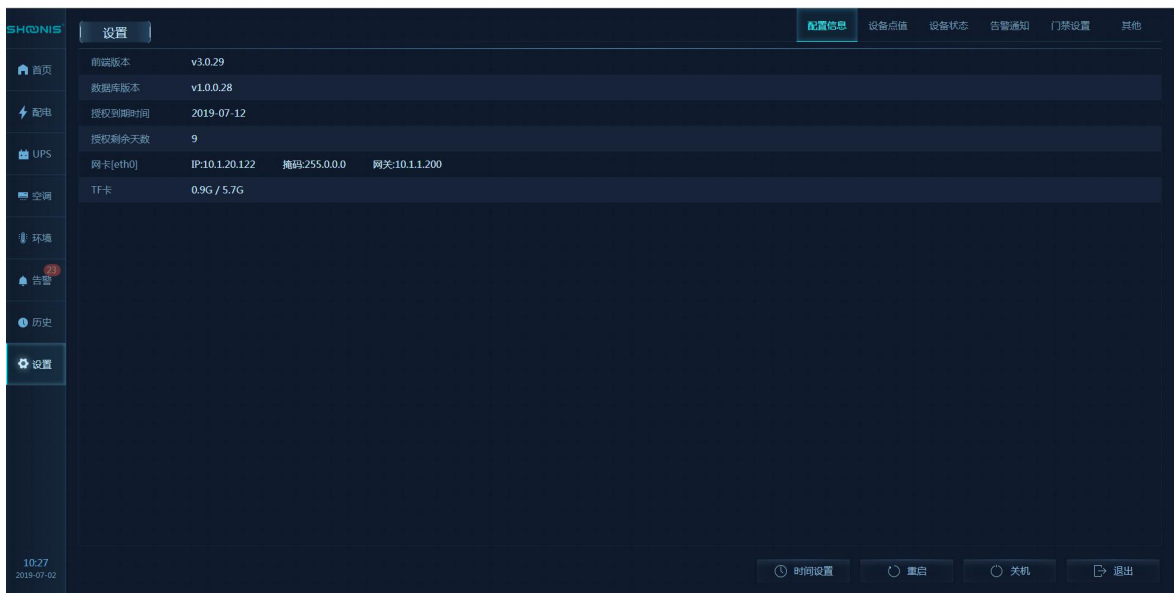 SHOONIS
设置
配置信息 设备点值 设备状态 告警通知 门禁设置 其他
首页
配电
UPS
空调
环境
告警 23
历史
设置
前端版本 v3.0.29
数据库版本 v1.0.0.28
授权到期时间 2019-07-12
授权剩余天数 9
网卡[eth0] IP:10.1.20.122 掩码:255.0.0.0 网关:10.1.1.200
TF卡 0.9G / 5.7G
10:27
2019-07-02
时间设置 重启 关机 退出